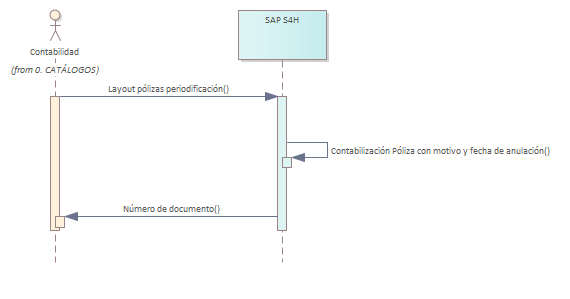 SAP S4H
Contabilidad
(from 0. CATÁLOGOS)
Layout pólizas periodificación()
Contabilización Póliza con motivo y fecha de anulación()
Número de documento()